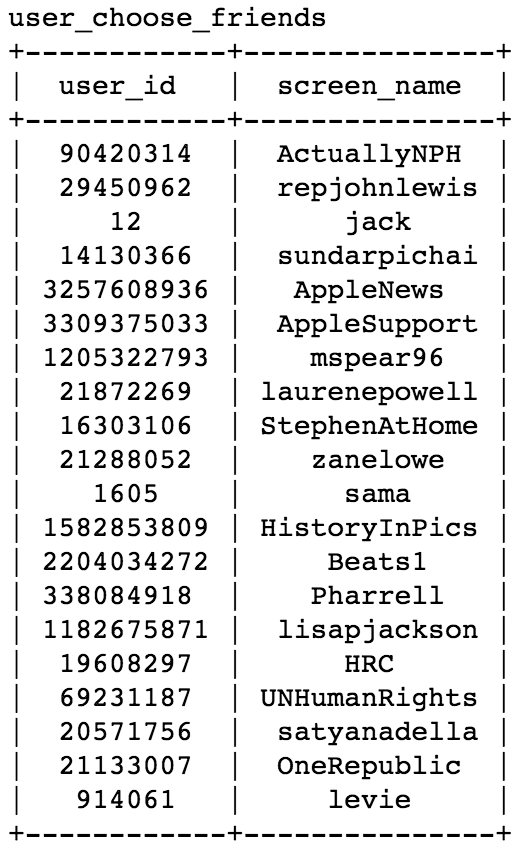 user_choose_friends
+------------+---------------+
| user_id | screen_name |
+------------+---------------+
| 90420314 | ActuallyNPH |
| 29450962 | repjohnlewis |
| 12 | jack |
| 14130366 | sundarpichai |
| 3257608936 | AppleNews |
| 3309375033 | AppleSupport |
| 1205322793 | mspear96 |
| 21872269 | laurenepowell |
| 16303106 | StephenAtHome |
| 21288052 | zanelowe |
| 1605 | sama |
| 1582853809 | HistoryInPics |
| 2204034272 | Beats1 |
| 338084918 | Pharrell |
| 1182675871 | lisapjackson |
| 19608297 | HRC |
| 69231187 | UNHumanRights |
| 20571756 | satyanadella |
| 21133007 | OneRepublic |
| 914061 | levie |
+------------+---------------+